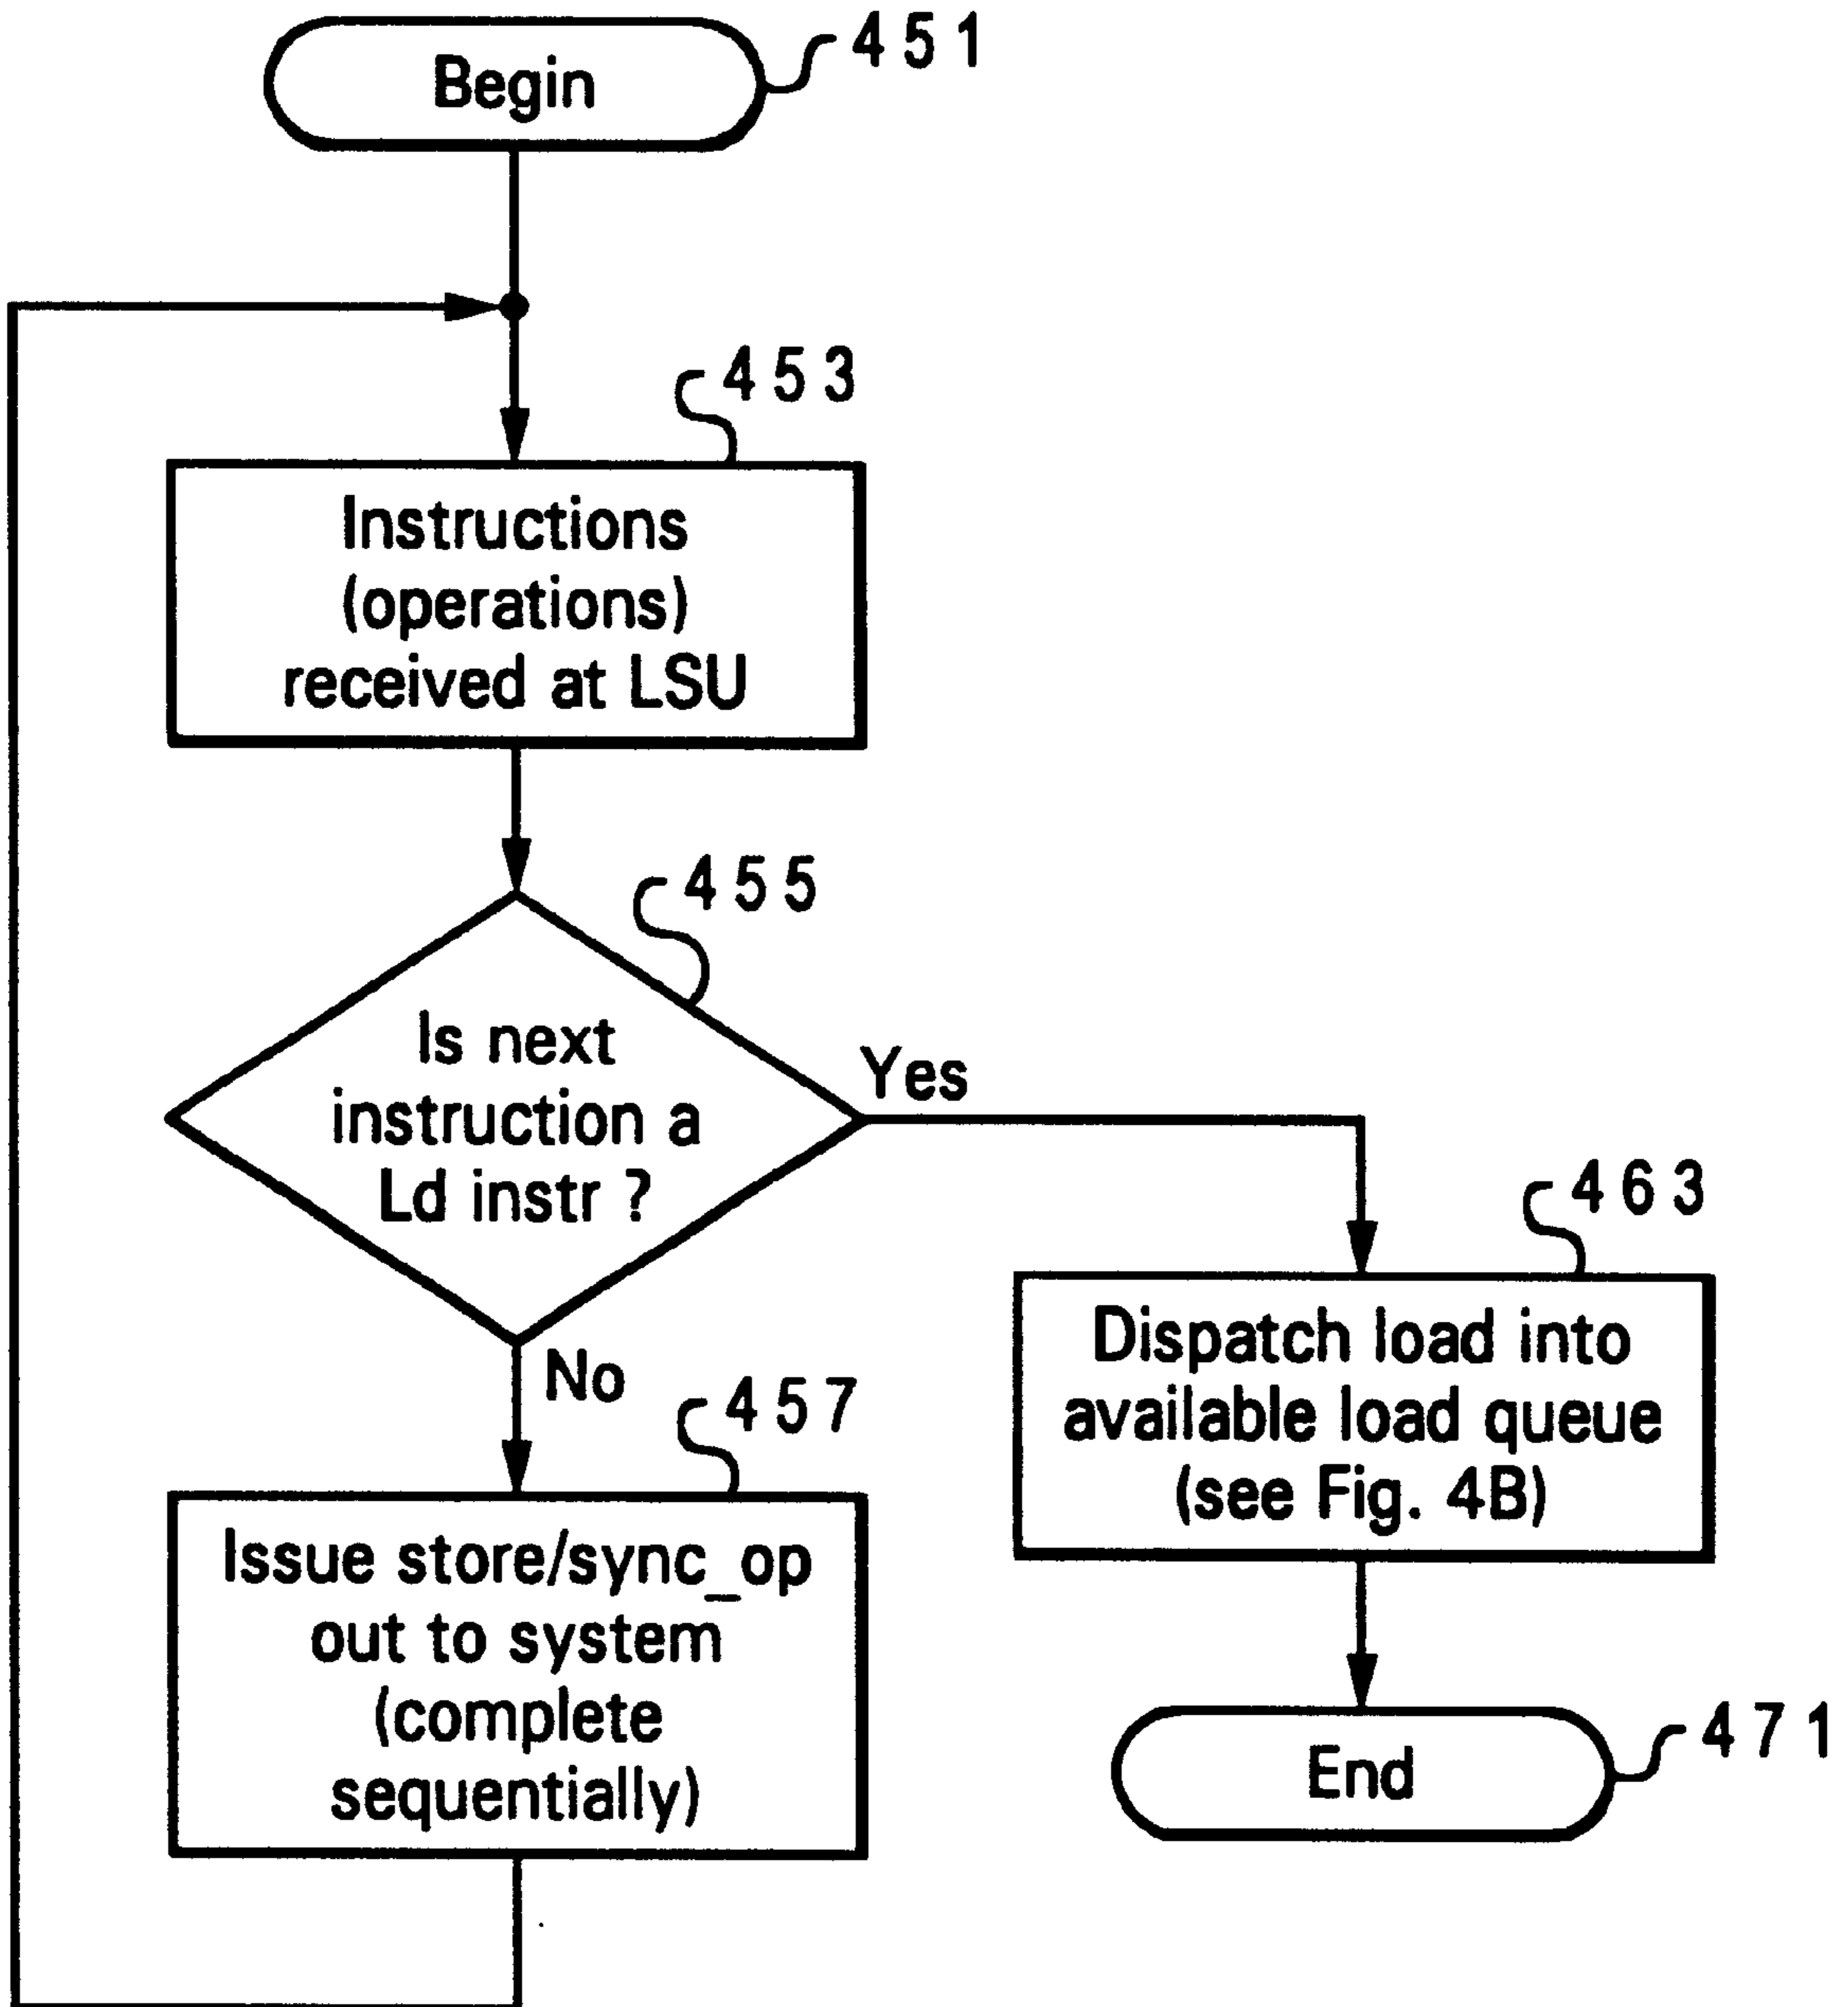 Begin
451
453
Instructions
(operations)
received at LSU
455
Is next
instruction a
Ld instr ?
Yes
No
463
Dispatch load into
available load queue
(see Fig. 4B)
457
Issue store/sync_op
out to system
(complete
sequentially)
End
471